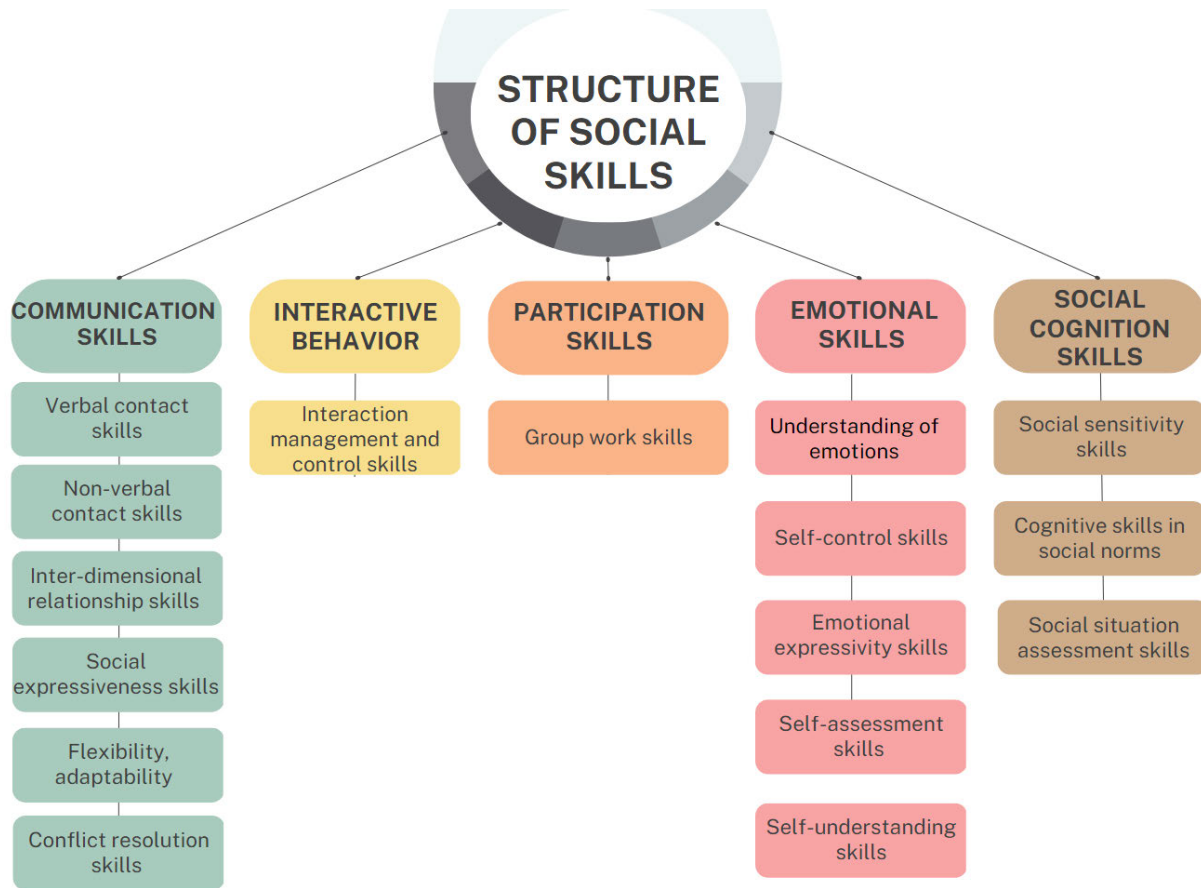 STRUCTURE
OF SOCIAL
SKILLS
COMMUNICATION
SKILLS
Verbal contact
skills
Non-verbal
contact skills
Inter-dimensional
relationship skills
Social
expressiveness skills
Flexibility,
adaptability
Conflict resolution
skills
INTERACTIVE
BEHAVIOR
Interaction
management and
control skills
PARTICIPATION
SKILLS
Group work skills
EMOTIONAL
SKILLS
Understanding of
emotions
Self-control skills
Emotional
expressivity skills
Self-assessment
skills
Self-understanding
skills
SOCIAL
COGNITION
SKILLS
Social sensitivity
skills
Cognitive skills in
social norms
Social situation
assessment skills